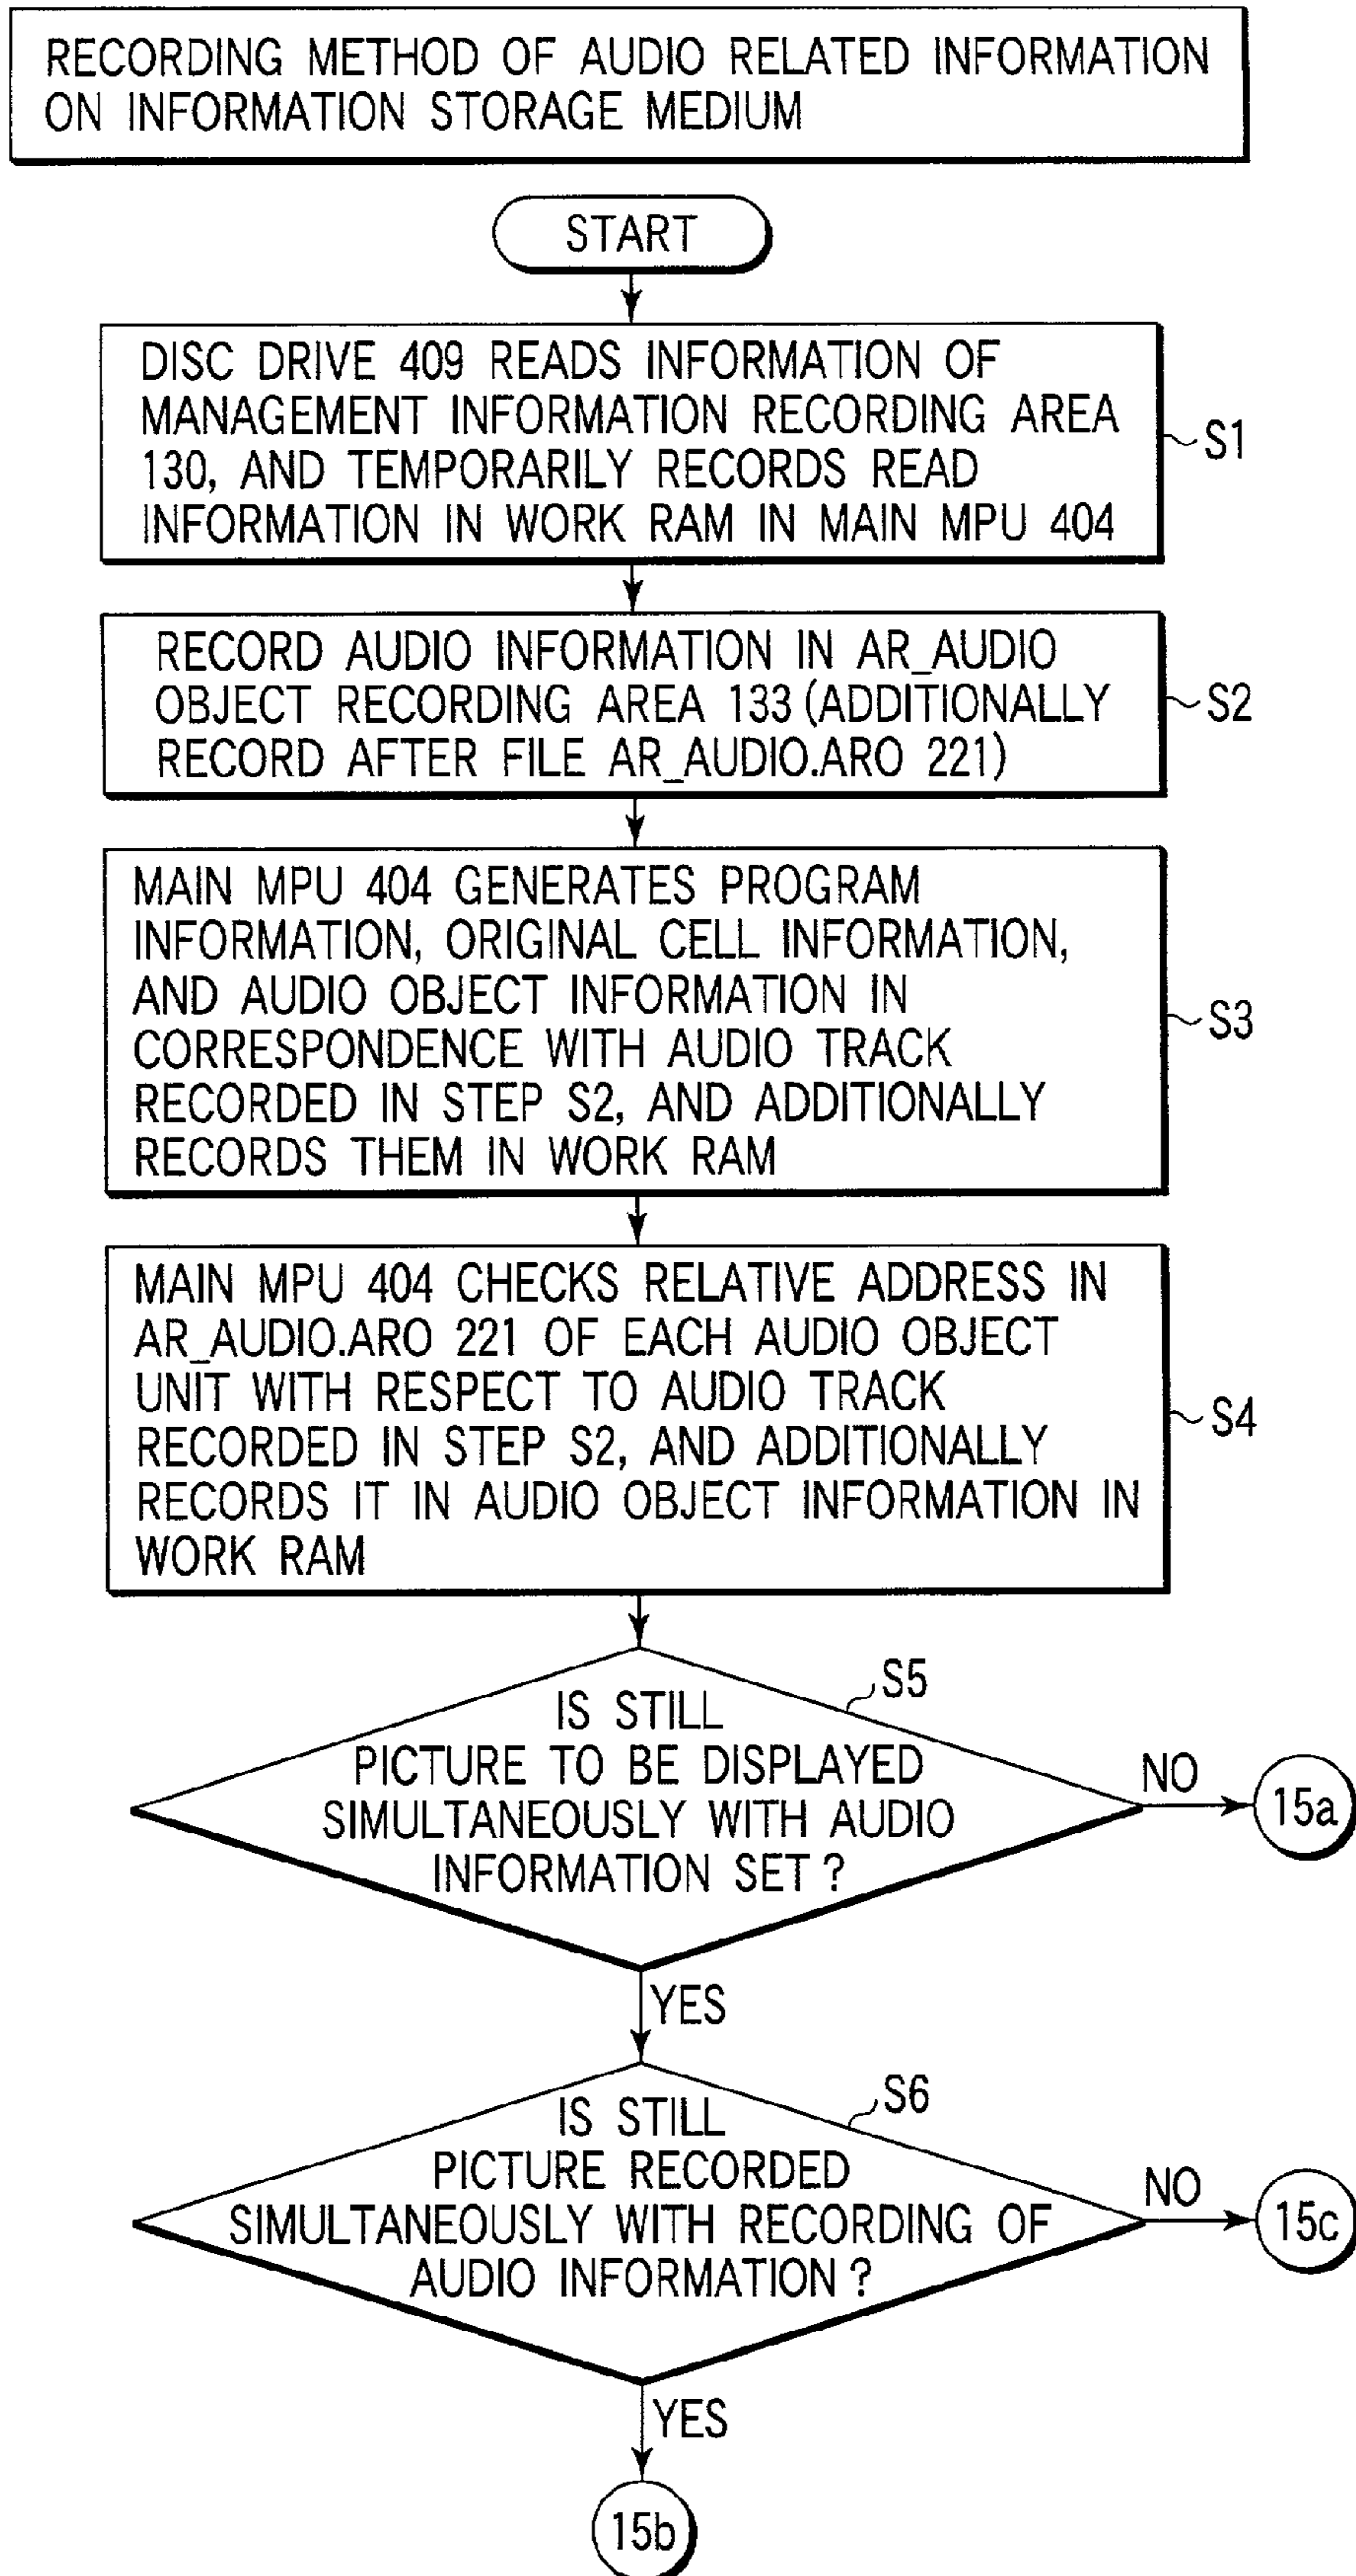 RECORDING METHOD OF AUDIO RELATED INFORMATION
ON INFORMATION STORAGE MEDIUM
START
DISC DRIVE 409 READS INFORMATION OF
MANAGEMENT INFORMATION RECORDING AREA
130, AND TEMPORARILY RECORDS READ
INFORMATION IN WORK RAM IN MAIN MPU 404
S1
RECORD AUDIO INFORMATION IN AR_AUDIO
OBJECT RECORDING AREA 133 (ADDITIONALLY
RECORD AFTER FILE AR_AUDIO.ARO 221)
S2
MAIN MPU 404 GENERATES PROGRAM
INFORMATION, ORIGINAL CELL INFORMATION,
AND AUDIO OBJECT INFORMATION IN
CORRESPONDENCE WITH AUDIO TRACK
RECORDED IN STEP S2, AND ADDITIONALLY
RECORDS THEM IN WORK RAM
S3
MAIN MPU 404 CHECKS RELATIVE ADDRESS IN
AR_AUDIO.ARO 221 OF EACH AUDIO OBJECT
UNIT WITH RESPECT TO AUDIO TRACK
RECORDED IN STEP S2, AND ADDITIONALLY
RECORDS IT IN AUDIO OBJECT INFORMATION IN
WORK RAM
S4
S5
IS STILL
PICTURE TO BE DISPLAYED
SIMULTANEOUSLY WITH AUDIO
INFORMATION SET ?
NO
15a
YES
S6
IS STILL
PICTURE RECORDED
SIMULTANEOUSLY WITH RECORDING OF
AUDIO INFORMATION ?
NO
15c
YES
15b